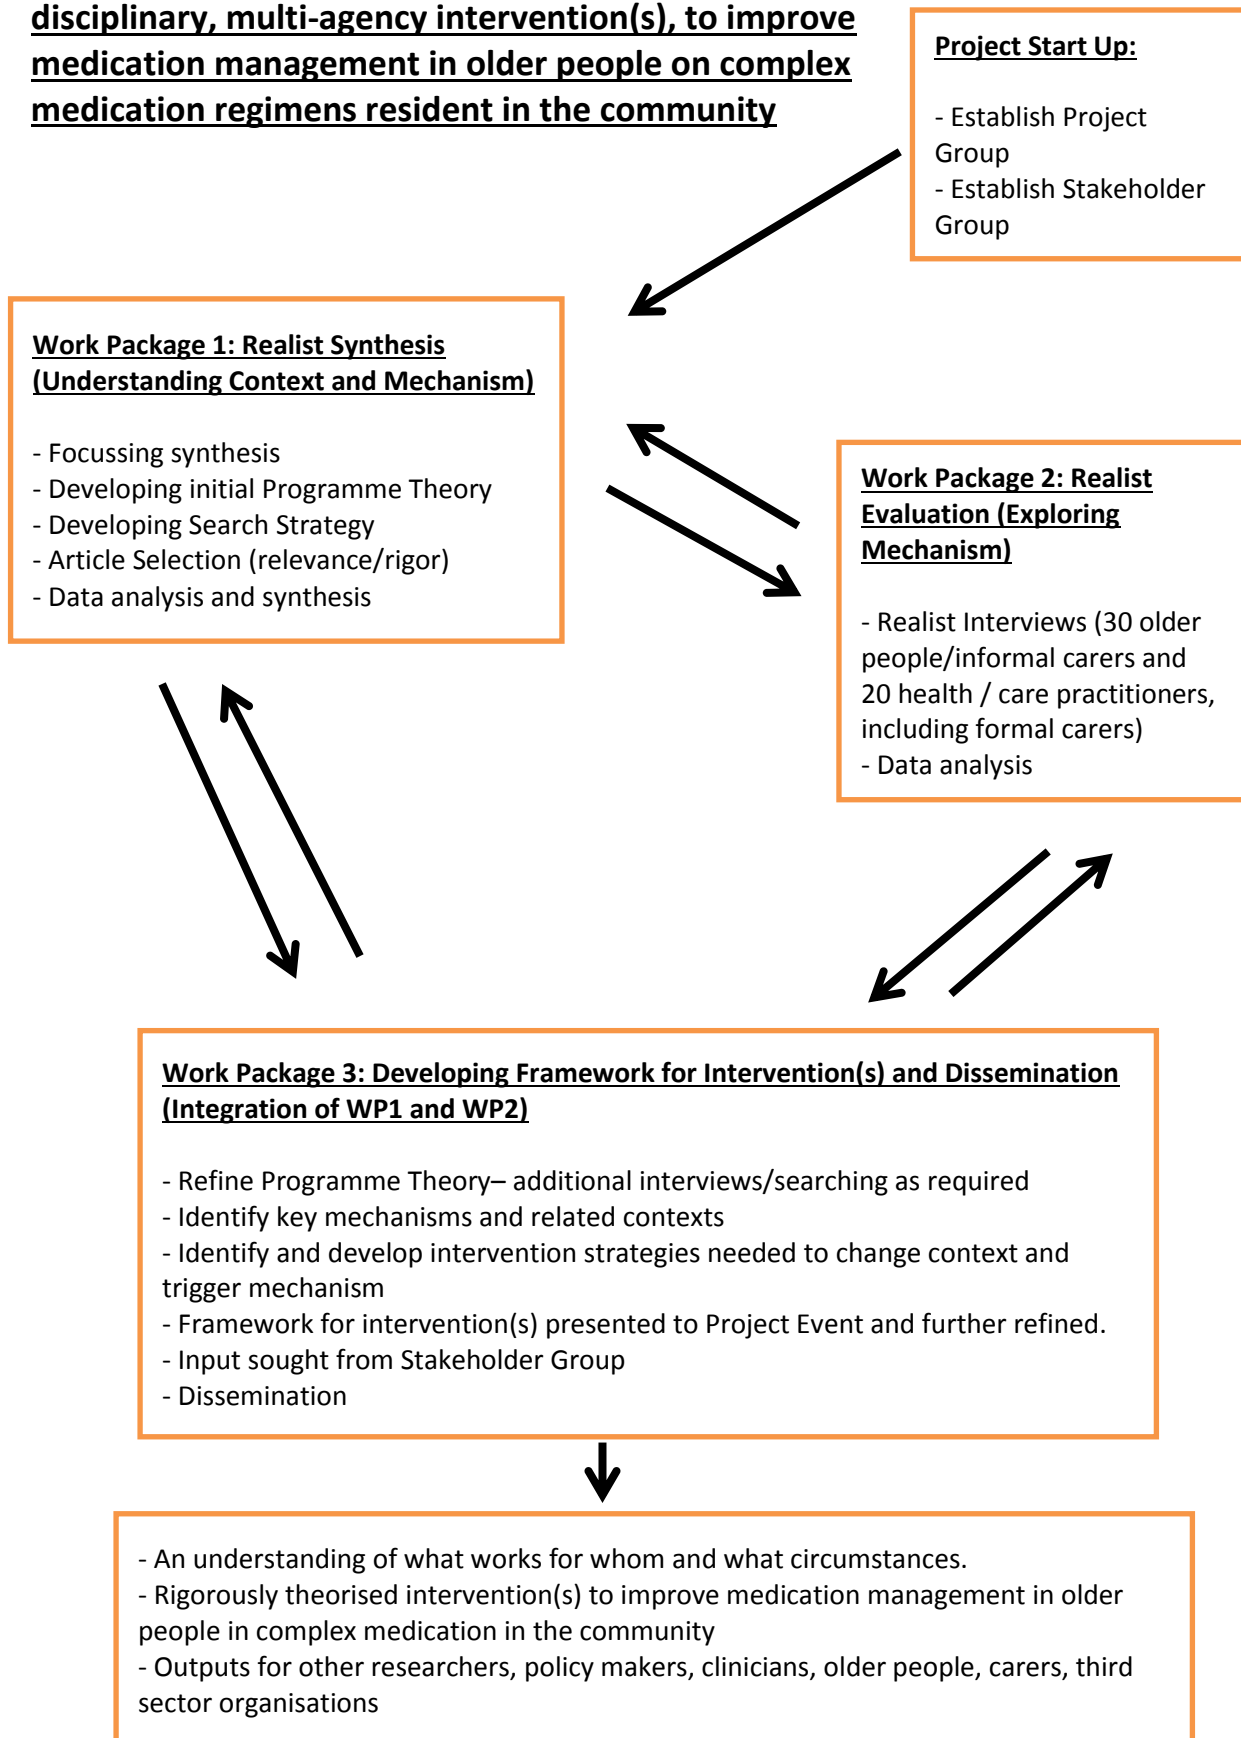 disciplinary, multi-agency intervention(s), to improve
medication management in older people on complex
medication regimens resident in the community
Project Start Up:
- Establish Project
Group
- Establish Stakeholder
Group
Work Package 1: Realist Synthesis
(Understanding Context and Mechanism)
- Focussing synthesis
- Developing initial Programme Theory
- Developing Search Strategy
- Article Selection (relevance/rigor)
- Data analysis and synthesis
Work Package 2: Realist
Evaluation (Exploring
Mechanism)
- Realist Interviews (30 older
people/informal carers and
20 health / care practitioners,
including formal carers)
- Data analysis
Work Package 3: Developing Framework for Intervention(s) and Dissemination
(Integration of WP1 and WP2)
- Refine Programme Theory– additional interviews/searching as required
- Identify key mechanisms and related contexts
- Identify and develop intervention strategies needed to change context and
trigger mechanism
- Framework for intervention(s) presented to Project Event and further refined.
- Input sought from Stakeholder Group
- Dissemination
- An understanding of what works for whom and what circumstances.
- Rigorously theorised intervention(s) to improve medication management in older
people in complex medication in the community
- Outputs for other researchers, policy makers, clinicians, older people, carers, third
sector organisations